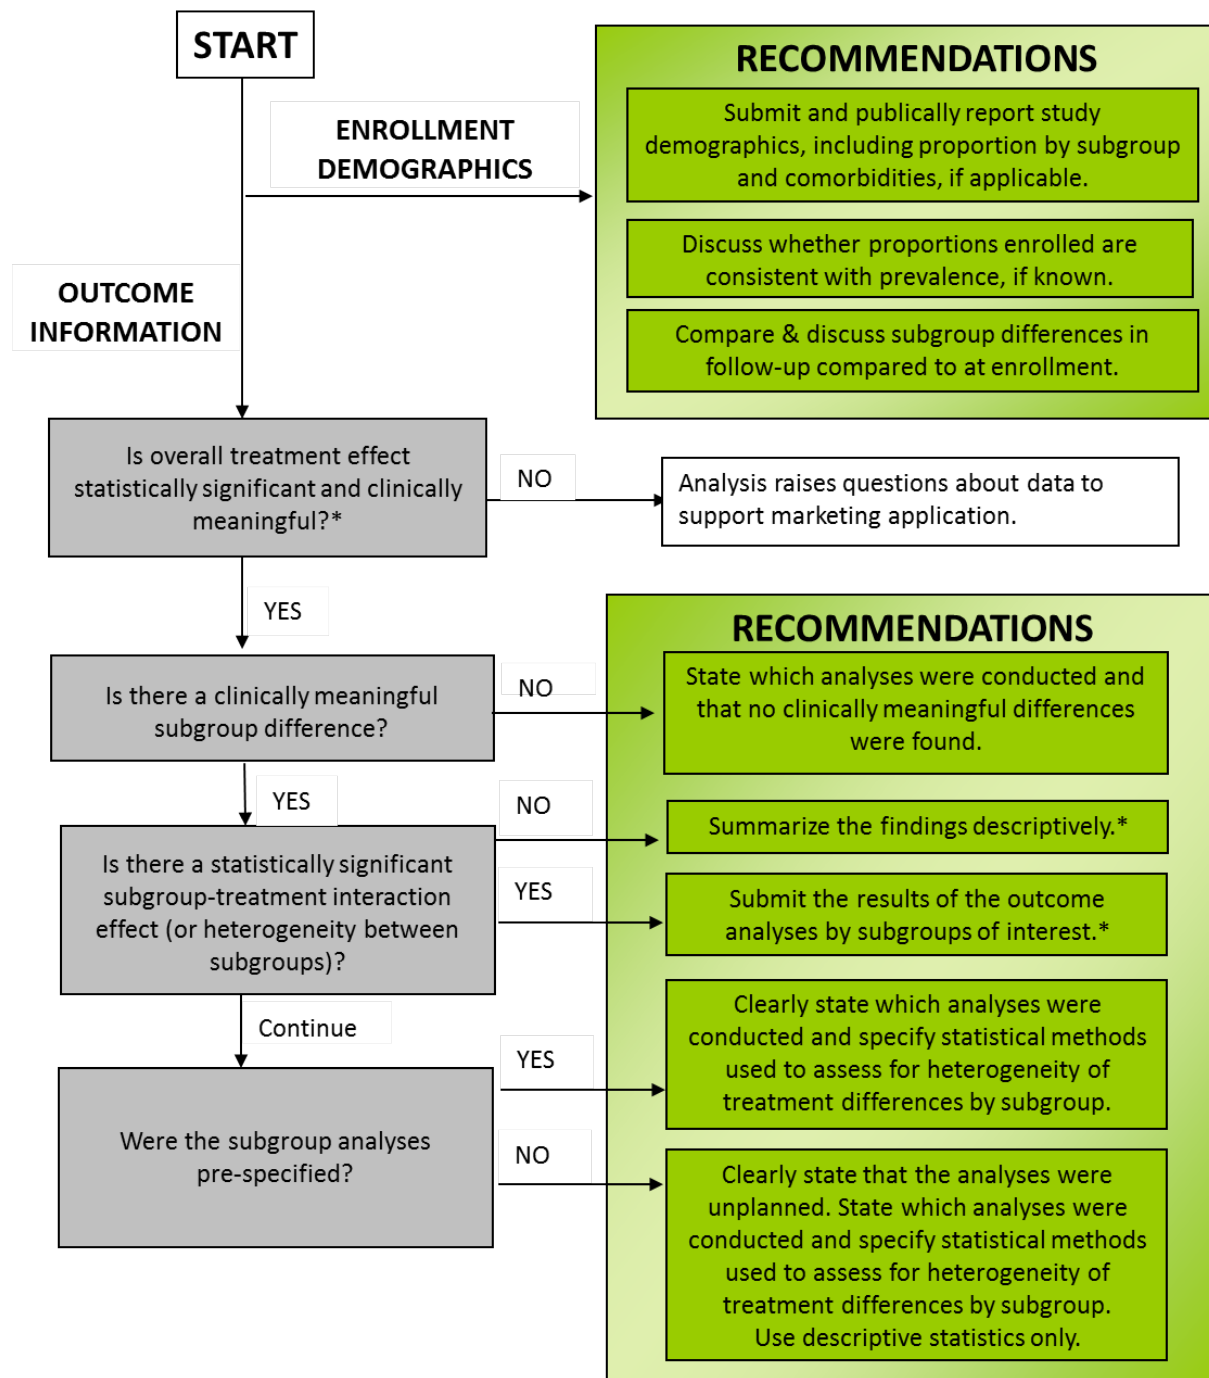 START
ENROLLMENT
DEMOGRAPHICS
RECOMMENDATIONS
Submit and publically report study
demographics, including proportion by subgroup
and comorbidities, if applicable.
Discuss whether proportions enrolled are
consistent with prevalence, if known.
Compare & discuss subgroup differences in
follow-up compared to at enrollment.
OUTCOME
INFORMATION
Is overall treatment effect
statistically significant and clinically
meaningful?*
NO
Analysis raises questions about data to
support marketing application.
YES
RECOMMENDATIONS
Is there a clinically meaningful
subgroup difference?
NO
State which analyses were conducted and
that no clinically meaningful differences
were found.
YES
Is there a statistically significant
subgroup-treatment interaction
effect (or heterogeneity between
subgroups)?
NO
Summarize the findings descriptively.*
YES
Submit the results of the outcome
analyses by subgroups of interest.*
Continue
Were the subgroup analyses
pre-specified?
YES
Clearly state which analyses were
conducted and specify statistical methods
used to assess for heterogeneity of
treatment differences by subgroup.
NO
Clearly state that the analyses were
unplanned. State which analyses were
conducted and specify statistical methods
used to assess for heterogeneity of
treatment differences by subgroup.
Use descriptive statistics only.